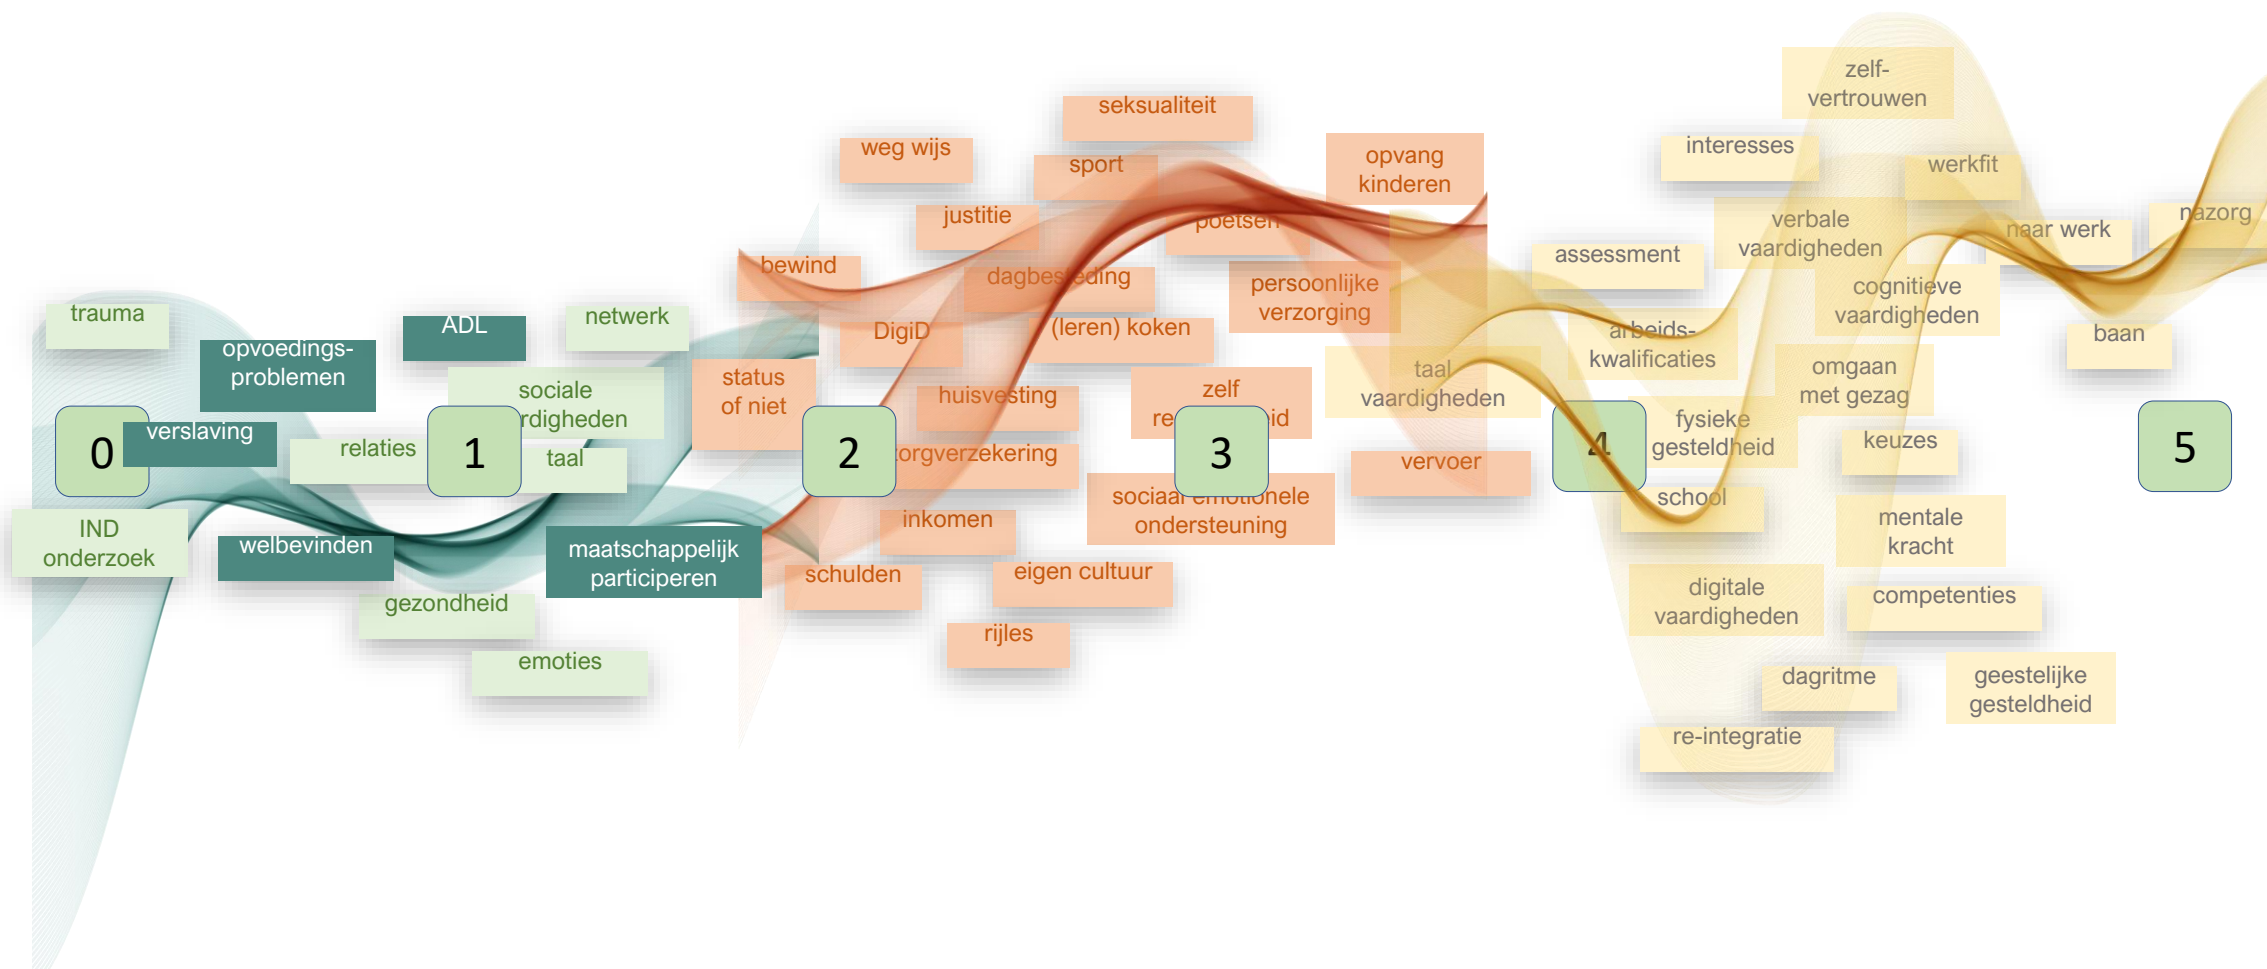 trauma
opvoedings-
problemen
ADL
netwerk
sociale
verslaving
relaties
taal
0
1
IND
onderzoek
welbevinden
maatschappelijk
participeren
gezondheid
emoties
seksualiteit
weg wijs
sport
opvang
kinderen
justitie
poetsen
bewind
dagbesteding
persoonlijke
verzorging
DigiD
(leren) koken
status
of niet
huisvesting
zelf
2
3
vervoer
sociaal emotionele
ondersteuning
inkomen
schulden
eigen cultuur
rijles
zelf-
vertrouwen
interesses
werkfit
verbale
vaardigheden
naar werk
nazorg
assessment
cognitieve
vaardigheden
arbeids-
kwalificaties
baan
taal
vaardigheden
omgaan
met gezag
fysieke
gesteldheid
keuzes
4
5
school
mentale
kracht
digitale
vaardigheden
competenties
dagritme
geestelijke
gesteldheid
re-integratie